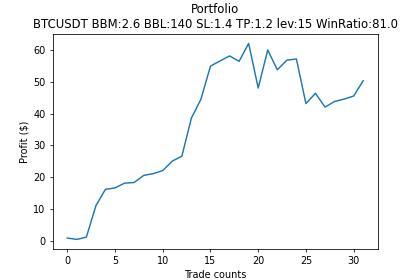 Portfolio
BTCUSDT BBM:2.6 BBL:140 SL:1.4 TP:1.2 lev:15 WinRatio:81.0
60
50
40
30
20
10
0
Profit ($)
0 5 10 15 20 25 30
Trade counts